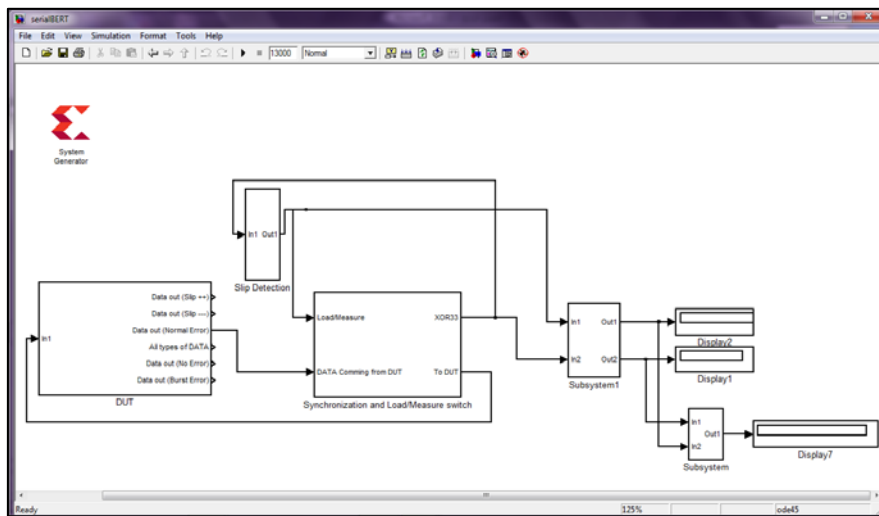 serialBERT
File Edit View Simulation Format Tools Help
13000 Normal
System
Generator
In1 Out1
Slip Detection
In1
Data out (Slip ++)
Data out (Slip ---)
Data out (Normal Error)
All types of DATA
Data out (No Error)
Data out (Burst Error)
DUT
Load/Measure
XOR33
DATA Comming from DUT
To DUT
Synchronization and Load/Measure switch
In1 Out1
In2 Out2
Subsystem1
Display2
Display1
In1
Out1
In2
Subsystem
Display7
Ready 125% ode45